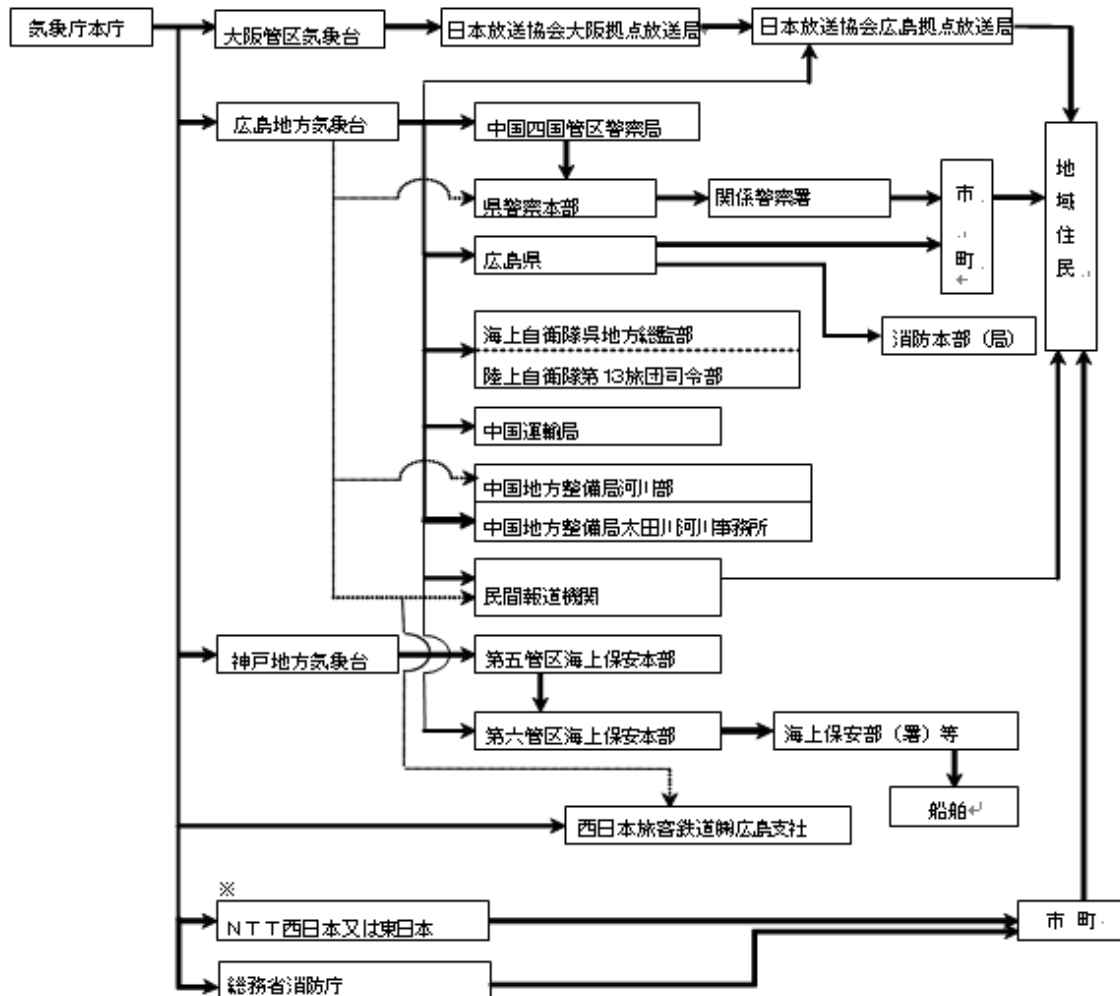 気象庁本庁
大阪管区気象台
日本放送協会大阪拠点放送局
日本放送協会広島拠点放送局
広島地方気象台
中国四国管区警察局
県警察本部
関係警察署
市
町
地域住民
広島県
消防本部（局）
海上自衛隊呉地方総監部
陸上自衛隊第13旅団司令部
中国運輸局
中国地方整備局河川部
中国地方整備局太田川河川事務所
民間報道機関
神戸地方気象台
第五管区海上保安本部
第六管区海上保安本部
海上保安部（署）等
船舶
西日本旅客鉄道㈱広島支社
※
ＮＴＴ西日本又は東日本
市町
総務省消防庁